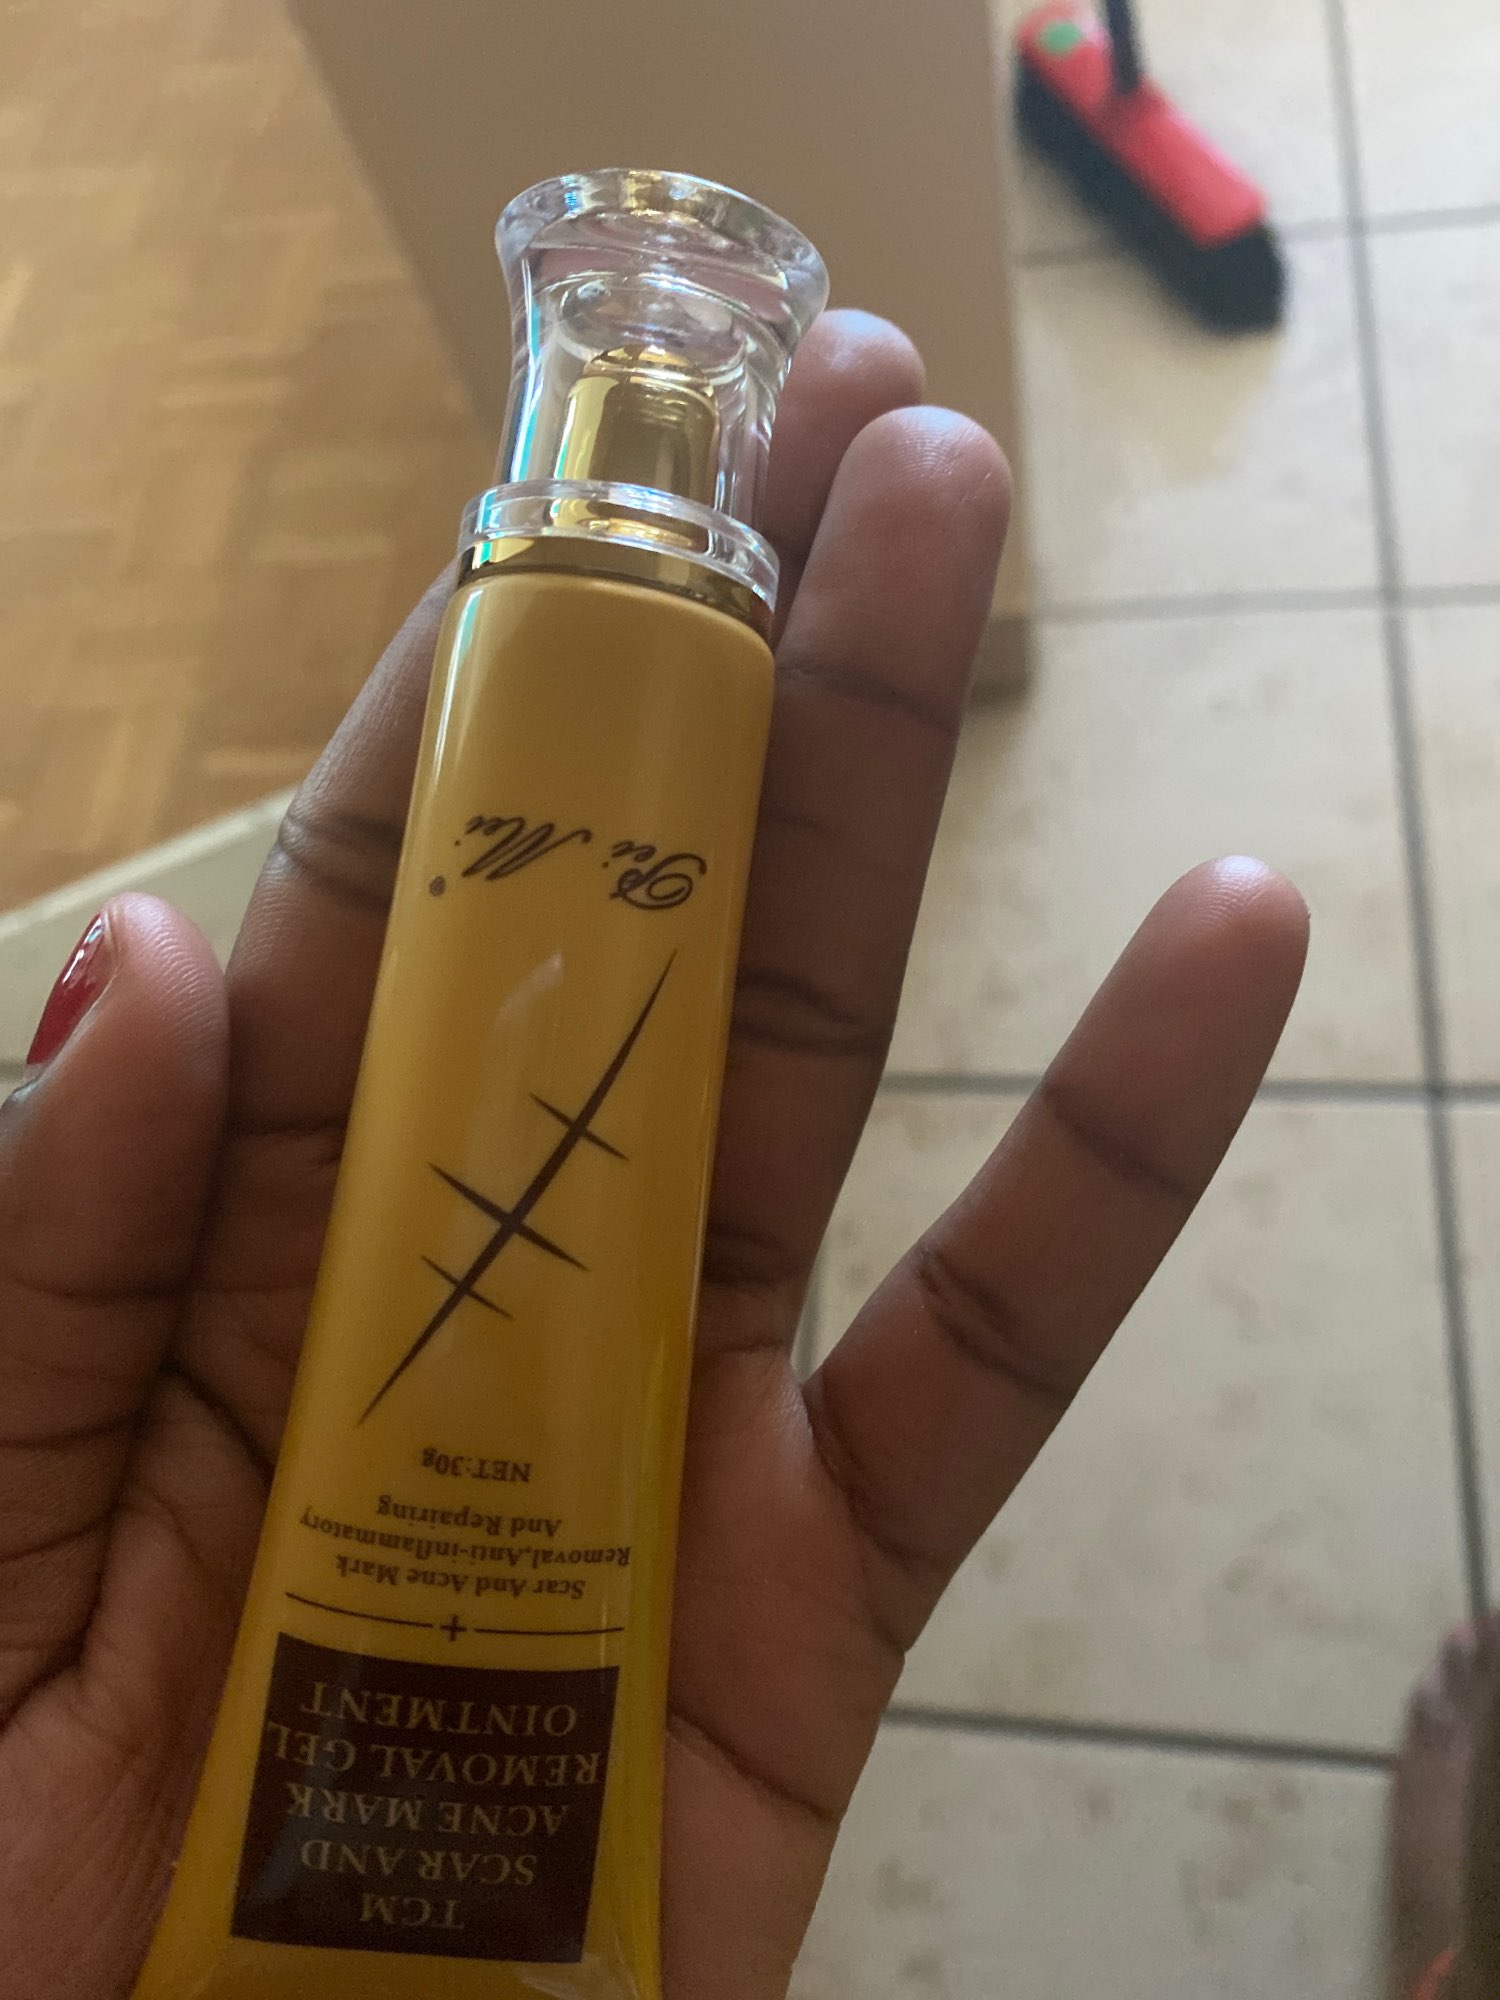 TCM
SCAR AND
ACNE MARK
REMOVAL GEL
OINTMENT
Scar And Acne Mark
Removal,Anti-inflammatory
And Repairing
NET:30g
Pei Mei